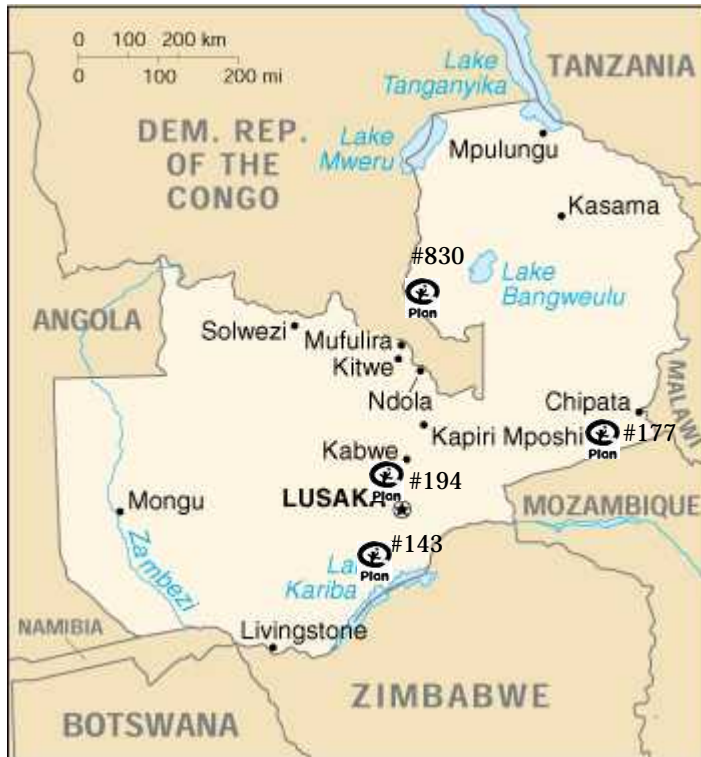 0 100 200 km
0 100 200 mi
Lake
Tanganyika
TANZANIA
DEM. REP.
OF THE
CONGO
Lake
Mweru
Mpulungu
Kasama
#830
Plan
Lake
Bangweulu
ANGOLA
Solwezi
Mufulira
Kitwe
Ndola
Chipata
MALAWI
Kapiri Mposhi
#177
Plan
Kabwe
#194
Plan
LUSAKA
MOZAMBIQUE
Mongu
Zambezi
#143
Plan
Kariba
NAMIBIA
Livingstone
ZIMBABWE
BOTSWANA